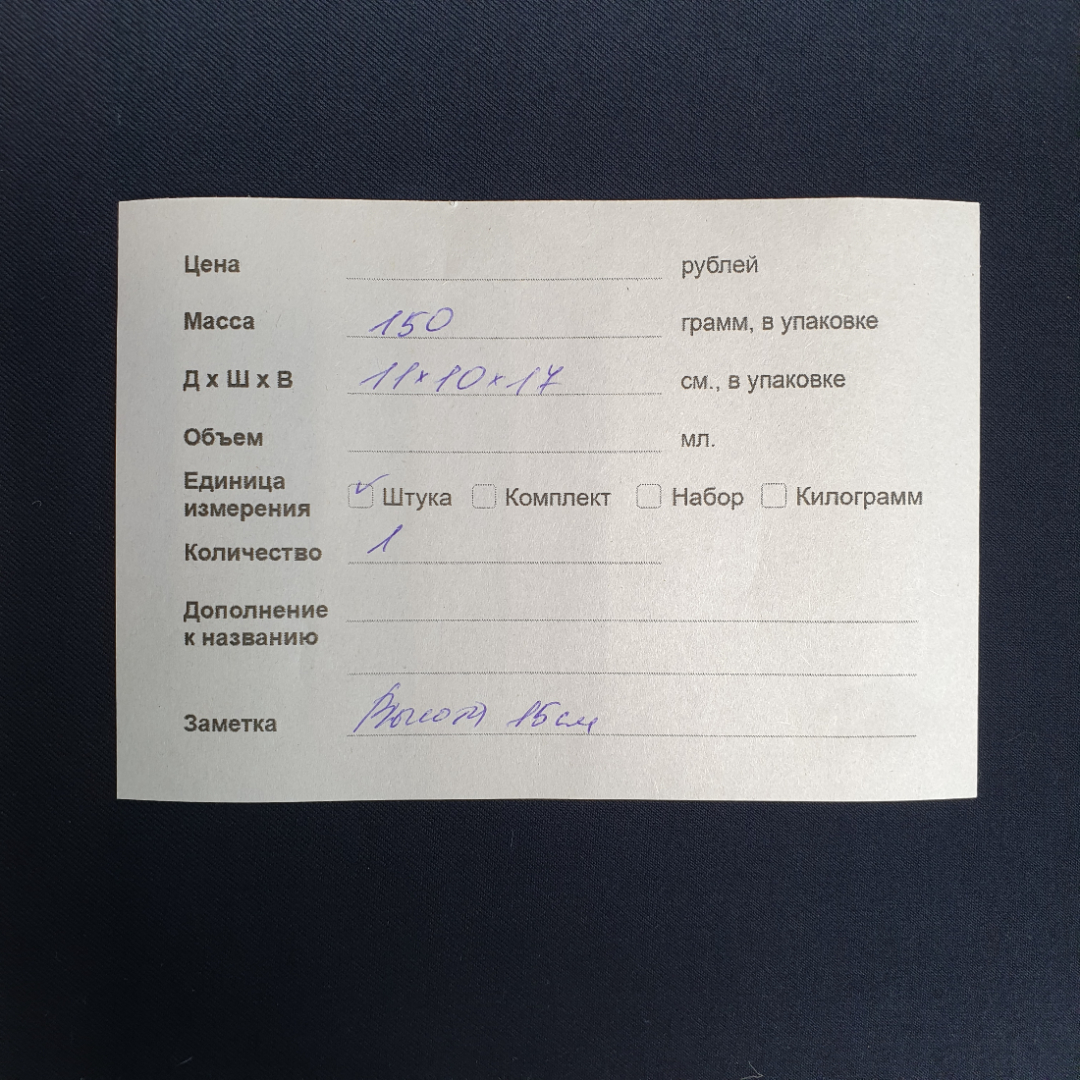 Цена рублей
Масса 150 грамм, в упаковке
Д х Ш х В 11×10×17 см., в упаковке
Объем мл.
Единица
измерения Штука Комплект Набор Килограмм
Количество 1
Дополнение
к названию
Заметка Высота 15см